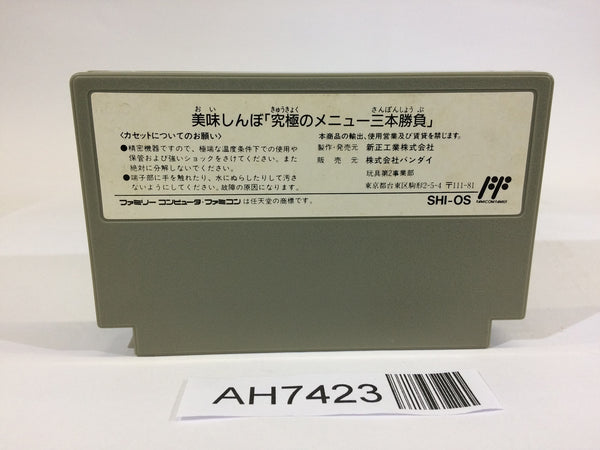 おい きゅうきょく さんぼんしょうぶ
美味しんぼ「究極のメニュー三本勝負」
〈カセットについてのお願い〉
●精密機器ですので、極端な温度条件下での使用や
保管および強いショックをさけてください。また
絶対に分解しないでください。
●端子部に手を触れたり、水にぬらしたりして汚さ
ないようにしてください。故障の原因になります。
ファミリーコンピュータ・ファミコンは任天堂の商標です。
本商品の輸出、使用営業及び賃貸を禁じます。
製作・発売元 新正工業株式会社
販売元 株式会社バンダイ
玩具第2事業部
東京都台東区駒形2-5-4 〒111-81
SHI-OS
AH7423